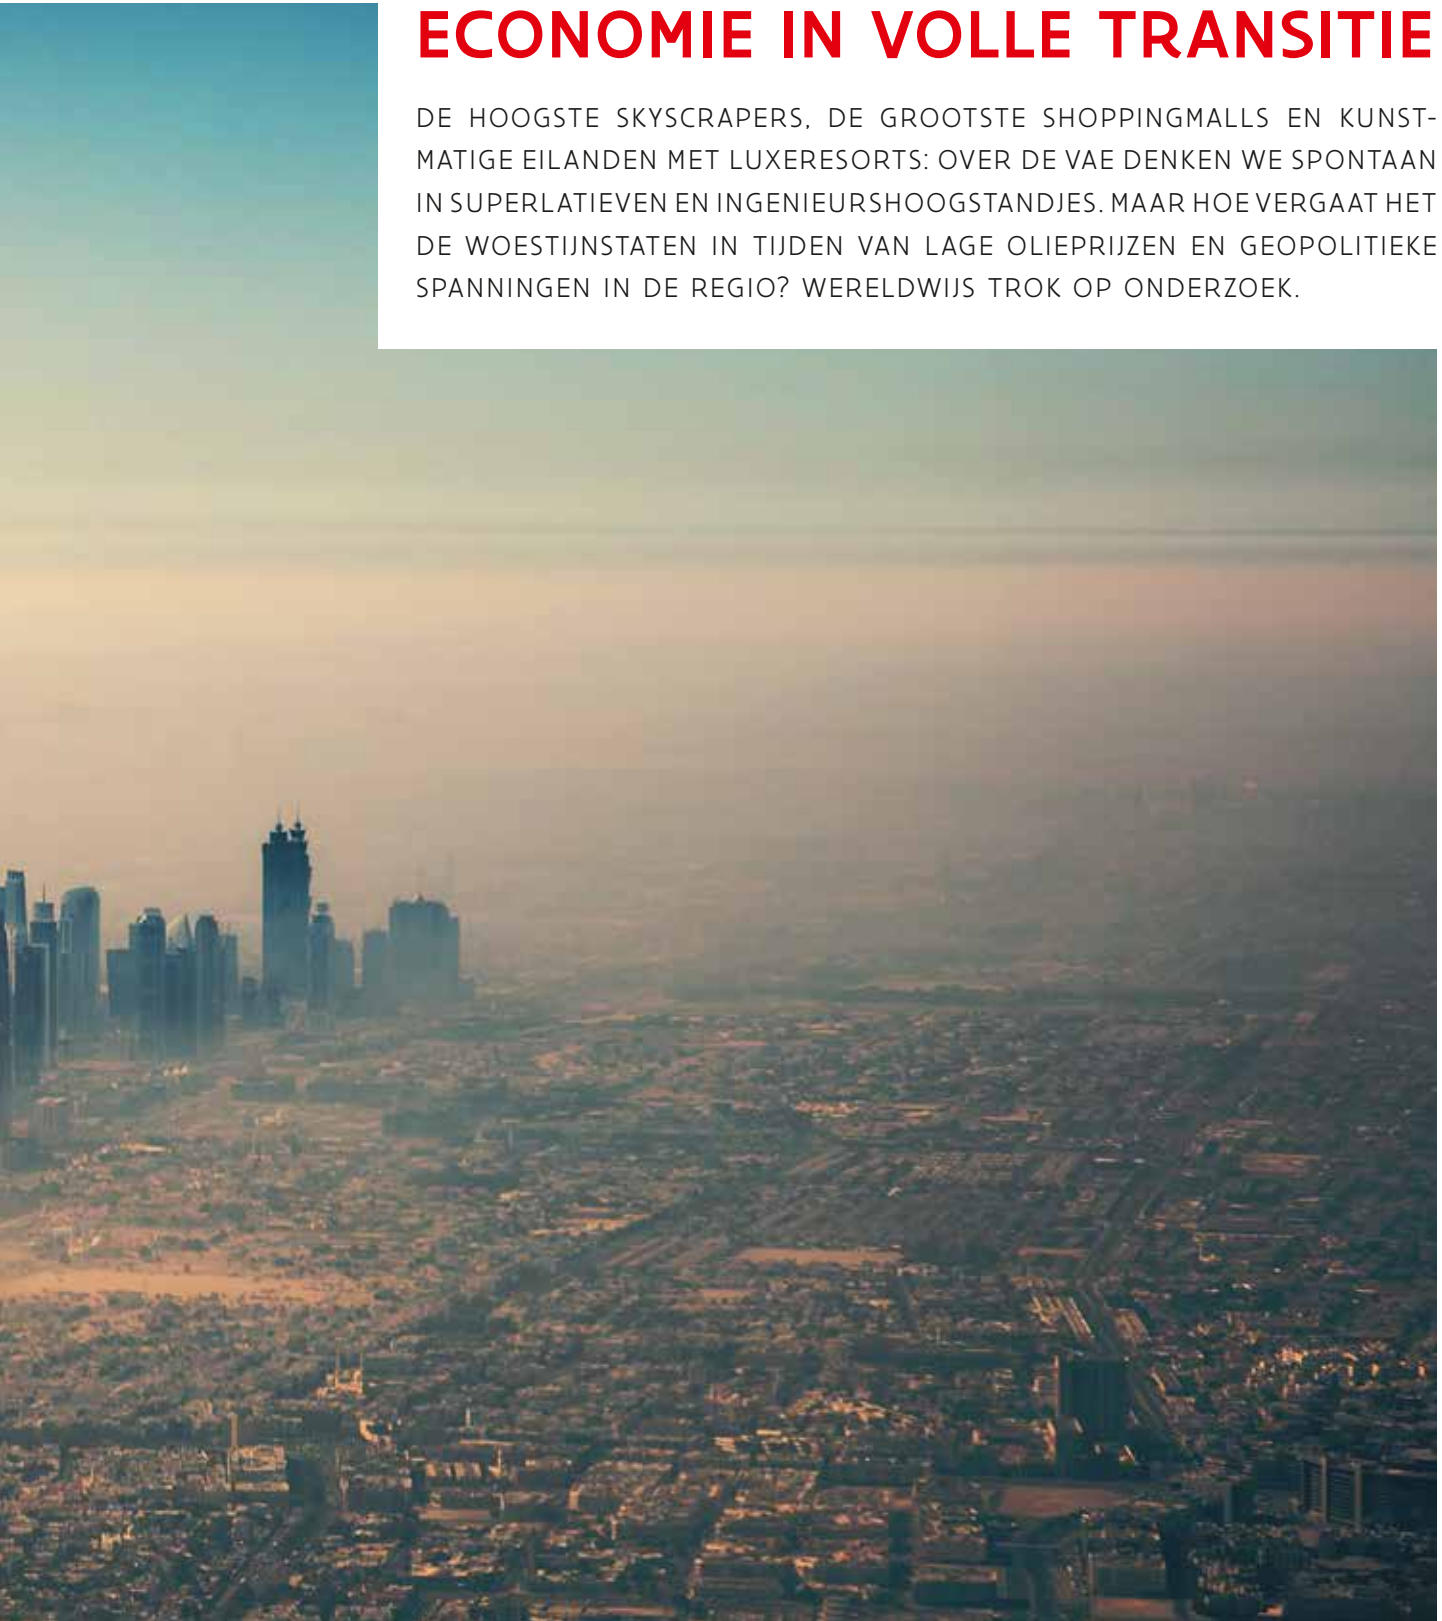 ECONOMIE IN VOLLE TRANSITIE
DE HOOGSTE SKYSCRAPERS, DE GROOTSTE SHOPPINGMALLS EN KUNST-
MATIGE EILANDEN MET LUXERESORTS: OVER DE VAE DENKEN WE SPONTAAN
IN SUPERLATIEVEN EN INGENIEURSHOOGSTANDJES. MAAR HOE VERGAAT HET
DE WOESTIJNSTATEN IN TIJDEN VAN LAGE OLIEPRIJZEN EN GEOPOLITIEKE
SPANNINGEN IN DE REGIO? WERELDWIJS TROK OP ONDERZOEK.